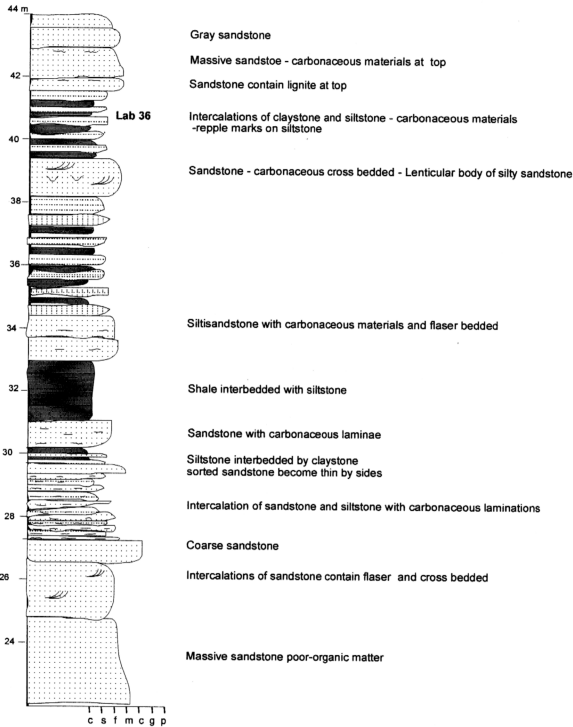 44 m
Gray sandstone
Massive sandstoe - carbonaceous materials at top
42
Sandstone contain lignite at top
Lab 36
Intercalations of claystone and siltstone - carbonaceous materials
-repple marks on siltstone
40
Sandstone - carbonaceous cross bedded - Lenticular body of silty sandstone
38
36
Siltisandstone with carbonaceous materials and flaser bedded
34
32
Shale interbedded with siltstone
Sandstone with carbonaceous laminae
30
Siltstone interbedded by claystone
sorted sandstone become thin by sides
Intercalation of sandstone and siltstone with carbonaceous laminations
28
Coarse sandstone
26
Intercalations of sandstone contain flaser and cross bedded
24
Massive sandstone poor-organic matter
c s f m c g p